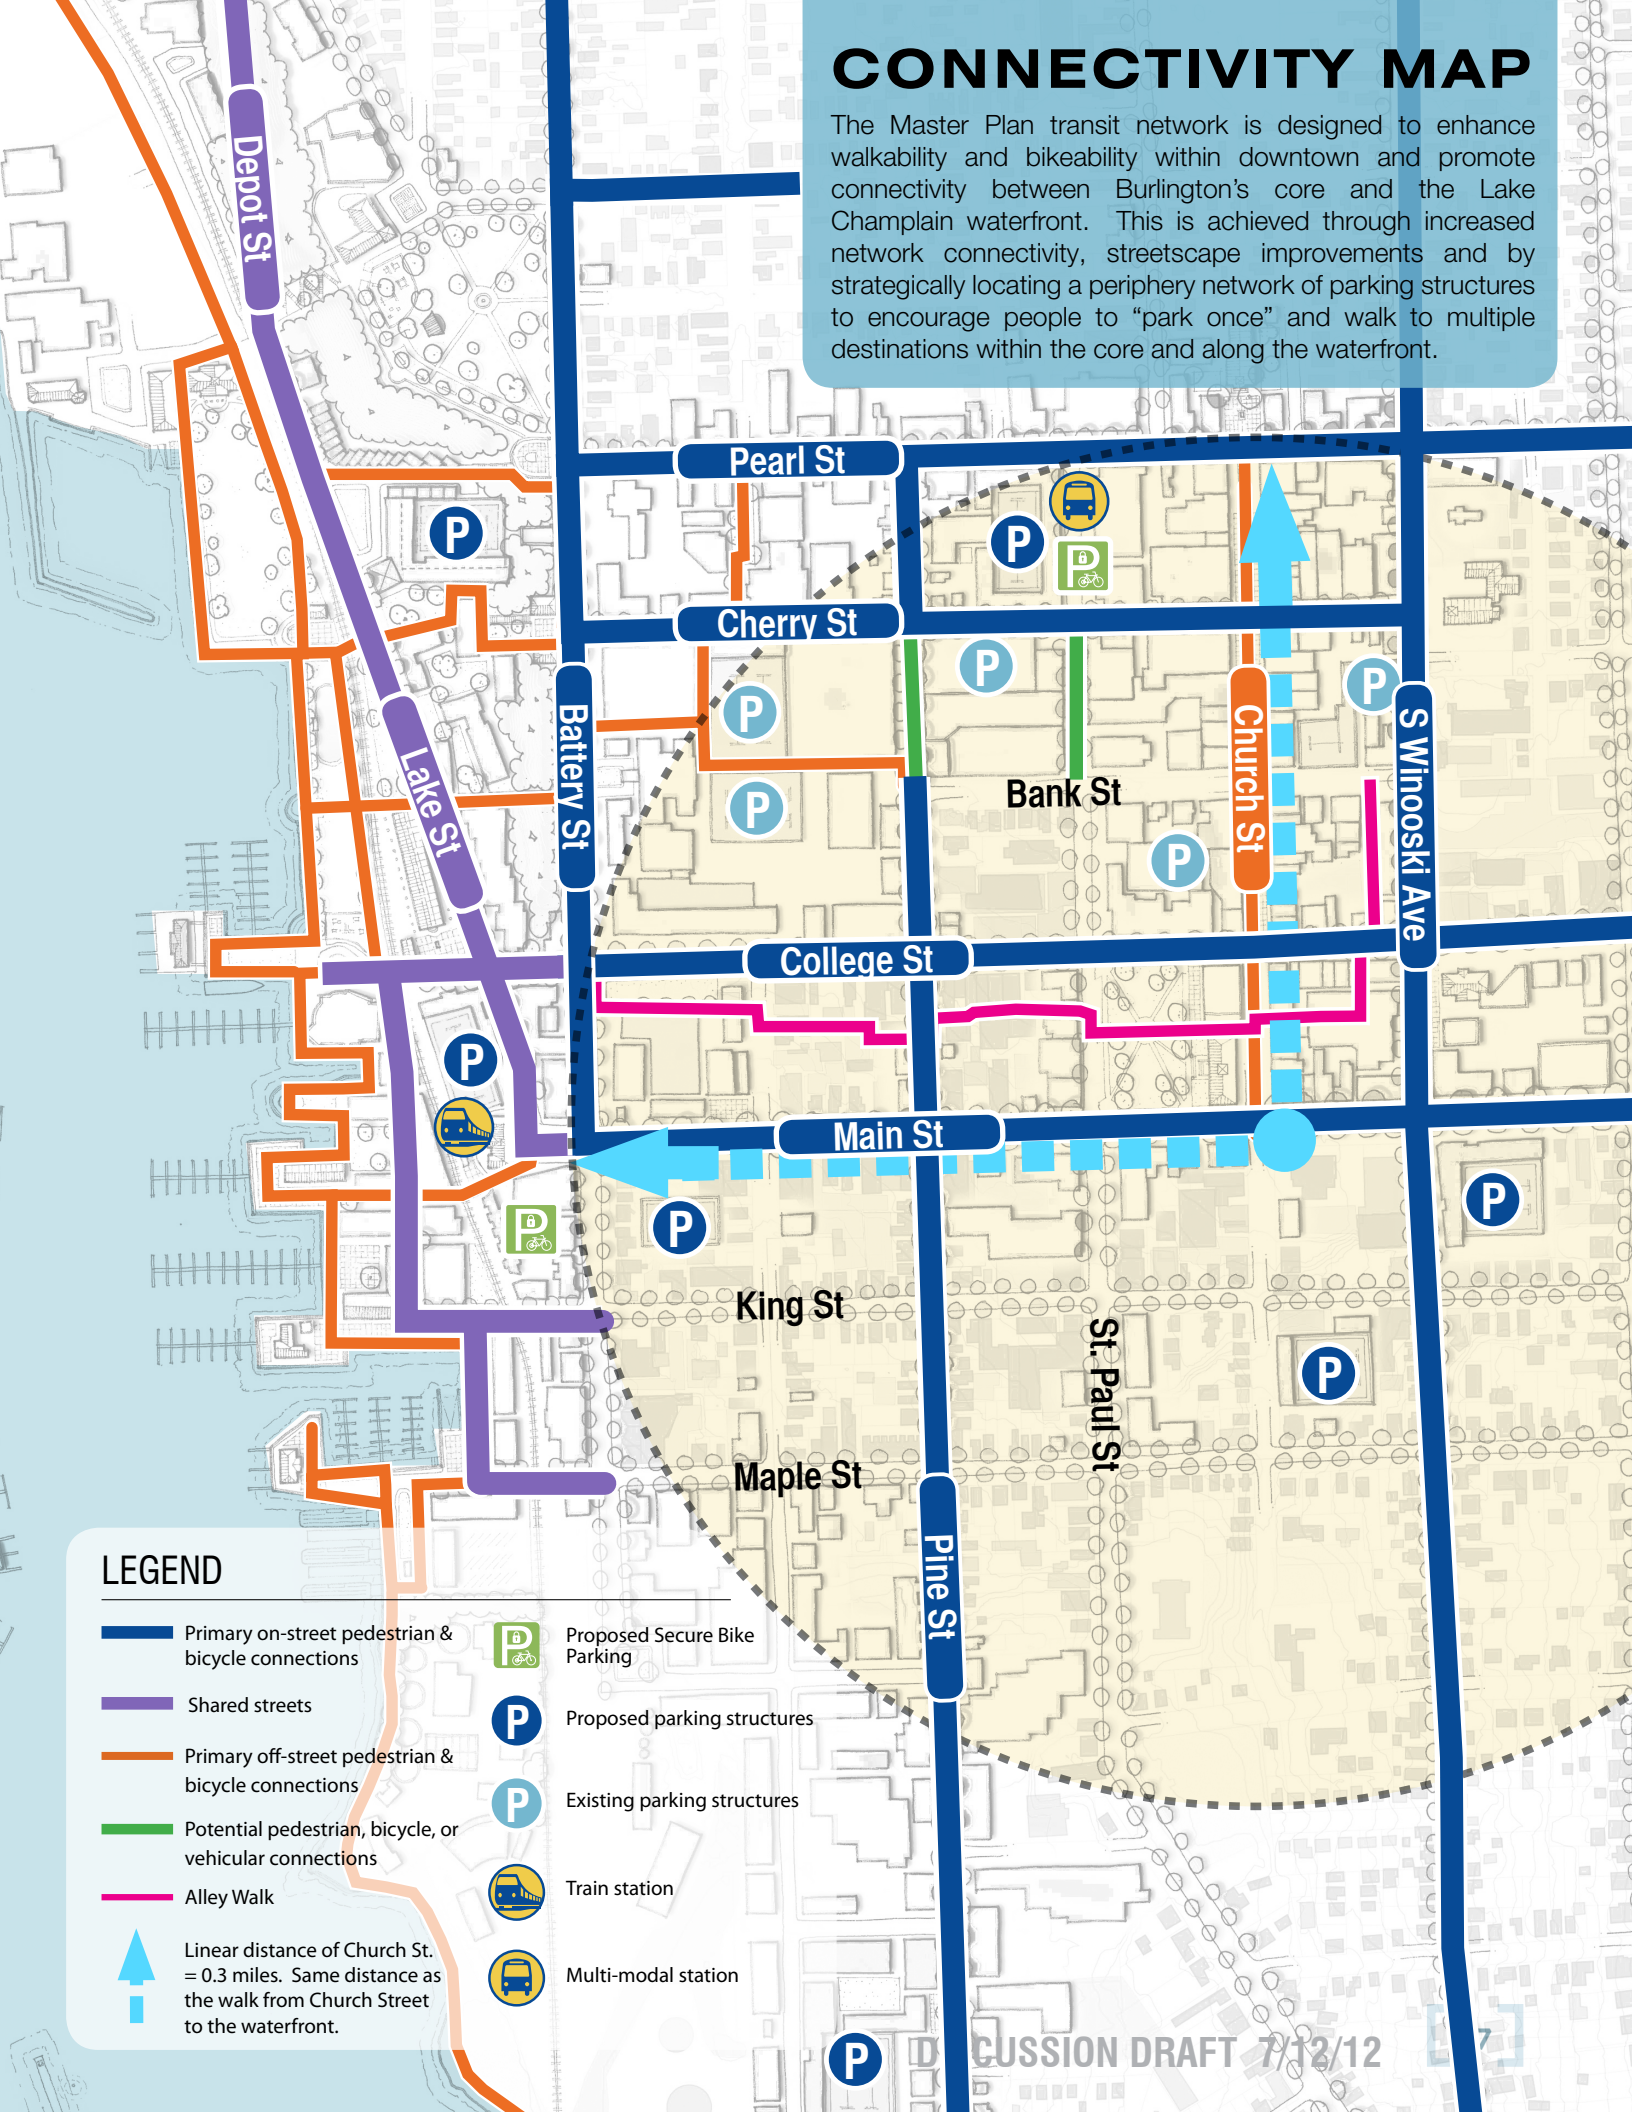 CONNECTIVITY MAP
The Master Plan transit network is designed to enhance
walkability and bikeability within downtown and promote
connectivity between Burlington's core and the Lake
Champlain waterfront. This is achieved through increased
network connectivity, streetscape improvements and by
strategically locating a periphery network of parking structures
to encourage people to “park once” and walk to multiple
destinations within the core and along the waterfront.
Depot St
Pearl St
P
P
P
Cherry St
P
P
P
Lake St
Battery St
Church St
S Winooski Ave
Bank St
P
P
College St
P
Main St
P
P
P
King St
St. Paul St
P
Maple St
Pine St
LEGEND
Primary on-street pedestrian &
bicycle connections
Shared streets
Primary off-street pedestrian &
bicycle connections
Potential pedestrian, bicycle, or
vehicular connections
Alley Walk
Linear distance of Church St.
= 0.3 miles. Same distance as
the walk from Church Street
to the waterfront.
P
Proposed Secure Bike
Parking
P
Proposed parking structures
P
Existing parking structures
Train station
Multi-modal station
P
CUSSION DRAFT 7/12/12
7